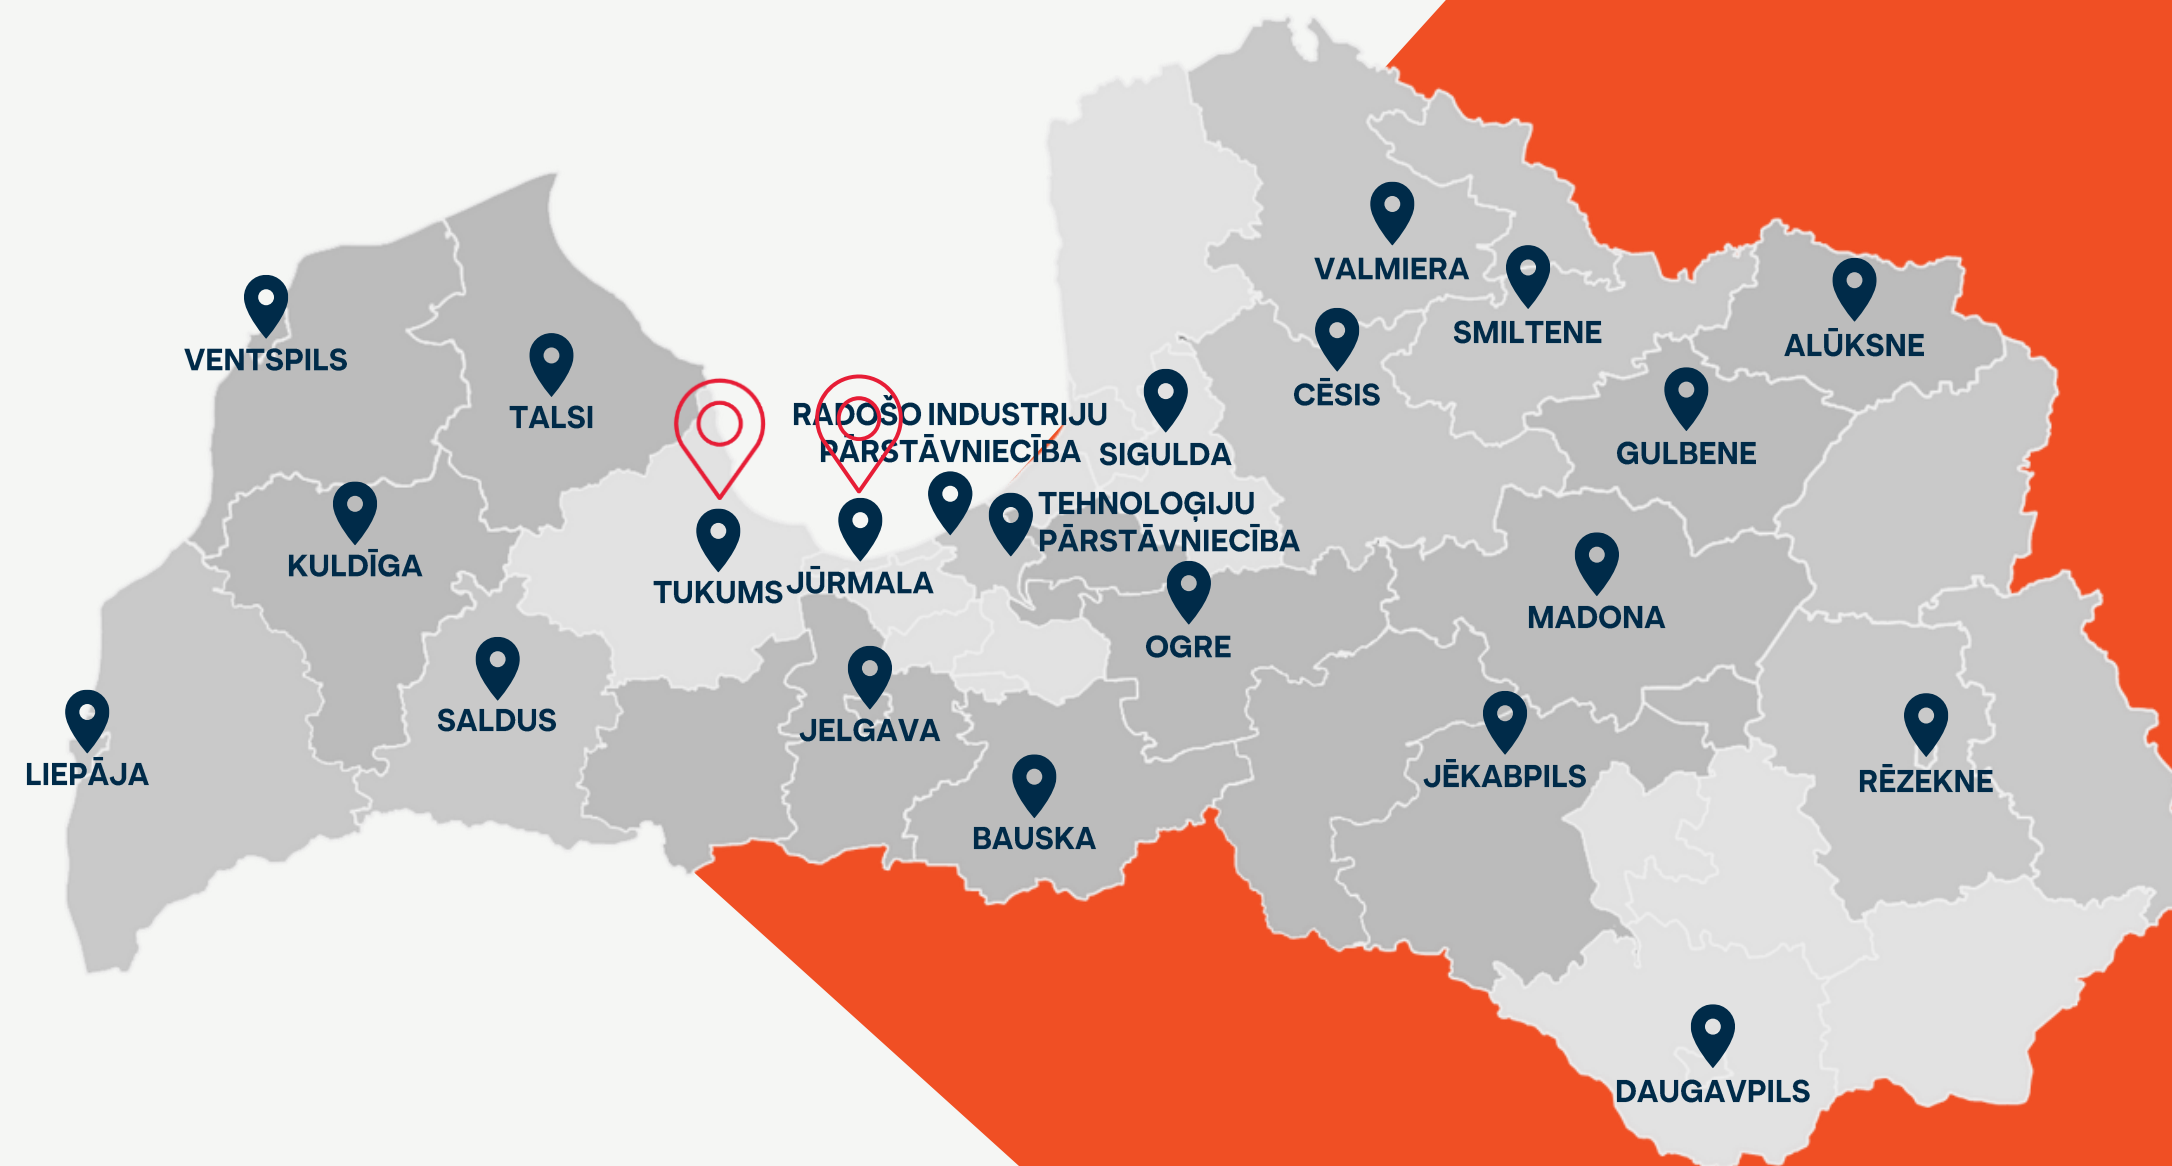 VALMIERA
SMILTENE
ALŪKSNE
VENTSPILS
TALSI
CĒSIS
RADOŠO INDUSTRIJU
PĀRSTĀVNIECĪBA
SIGULDA
GULBENE
TEHNOLOĢIJU
PĀRSTĀVNIECĪBA
KULDĪGA
TUKUMS
JŪRMALA
MADONA
OGRE
SALDUS
JELGAVA
LIEPĀJA
JĒKABPILS
RĒZEKNE
BAUSKA
DAUGAVPILS